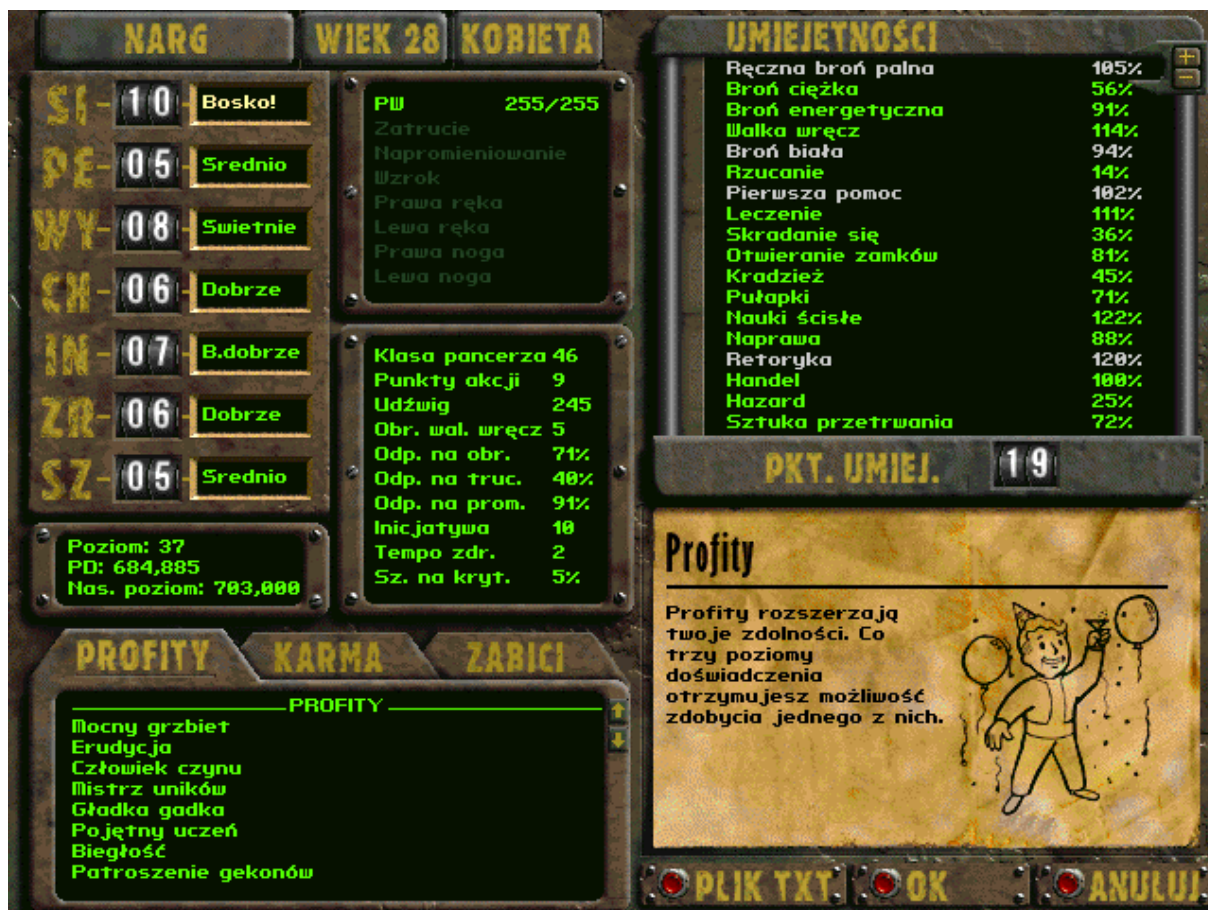 NARG WIEK 28 KOBIETA
SI - 10 - Bosko!
PE - 05 - Srednio
WY - 08 - Swietnie
CH - 06 - Dobrze
IN - 07 - B.dobrze
ZR - 06 - Dobrze
SZ - 05 - Srednio
Poziom: 37
PD: 684,885
Nas. poziom: 703,000
PW 255/255
Zatrucie
Napromieniowanie
Wzrok
Prawa ręka
Lewa ręka
Prawa noga
Lewa noga
Klasa pancerza 46
Punkty akcji 9
Udźwig 245
Obr. wal. wręcz 5
Odp. na obr. 71%
Odp. na truc. 40%
Odp. na prom. 91%
Inicjatywa 10
Tempo zdr. 2
Sz. na kryt. 5%
UMIEJĘTNOŚCI
Ręczna broń palna 105%
Broń ciężka 56%
Broń energetyczna 91%
Walka wręcz 114%
Broń biała 94%
Rzucanie 14%
Pierwsza pomoc 102%
Leczenie 111%
Skradanie się 36%
Otwieranie zamków 81%
Kradzież 45%
Pułapki 71%
Nauki ścisłe 122%
Naprawa 88%
Retoryka 120%
Handel 100%
Hazard 25%
Sztuka przetrwania 72%
PKT. UMIEJ. 19
PROFITY KARMA ZABICI
PROFITY
Mocny grzbiet
Erudycja
Człowiek czynu
Mistrz uników
Gładka gadka
Pojętny uczeń
Biegłość
Patroszenie gekonów
Profity
Profity rozszerzają
twoje zdolności. Co
trzy poziomy
doświadczenia
otrzymujesz możliwość
zdobycia jednego z nich.
PLIK TXT. OK ANULUJ